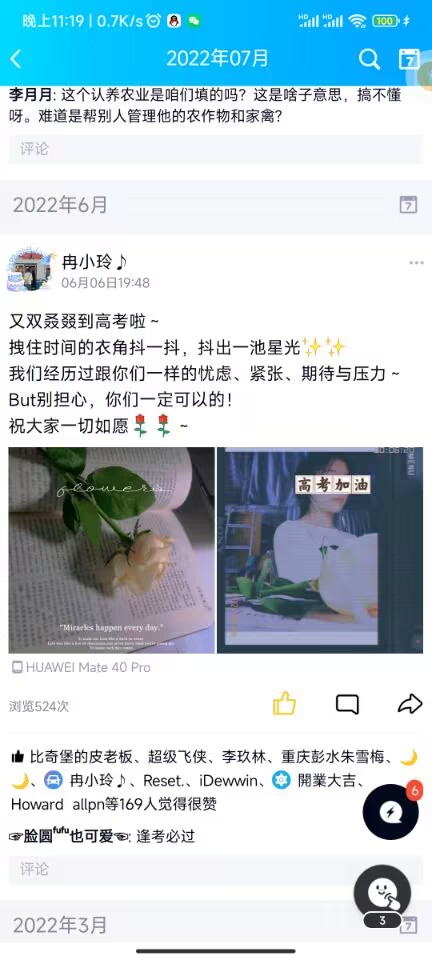 晚上11:19 | 0.7K/s
100
2022年07月
7
李月月: 这个认养农业是咱们填的吗？这是啥子意思，搞不懂
呀。难道是帮别人管理他的农作物和家禽？
评论
2022年6月
7
冉小玲♪
06月06日19:48
又双叒叕到高考啦～
拽住时间的衣角抖一抖，抖出一池星光✨✨
我们经历过跟你们一样的忧虑、紧张、期待与压力～
But别担心，你们一定可以的！
祝大家一切如愿🌹🌹～
flowers
"Miracles happen every day."
MENU
高考加油
HUAWEI Mate 40 Pro
浏览524次
比奇堡的皮老板、超级飞侠、李玖林、重庆彭水朱雪梅、🌙
🌙、冉小玲♪、Reset.、iDewwin、開業大吉、
Howard allpn等169人觉得很赞
6
☞脸圆fufu也可爱☜: 逢考必过
评论
3
2022年3月
7